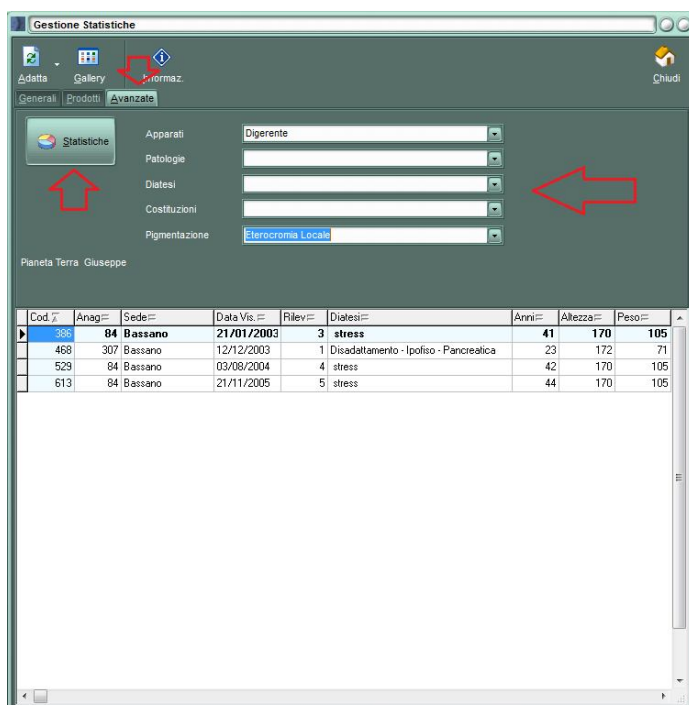 Gestione Statistiche
Adatta Gallery Informaz. Chiudi
Generali Prodotti Avanzate
Statistiche
Apparati Digerente
Patologie
Diatesi
Costituzioni
Pigmentazione Eterocromia Locale
Pianeta Terra Giuseppe
Cod. Anag Sede Data Vis. Rilev Diatesi Anni Altezza Peso
386 84 Bassano 21/01/2003 3 stress 41 170 105
468 307 Bassano 12/12/2003 1 Disadattamento - Ipofiso - Pancreatica 23 172 71
529 84 Bassano 03/08/2004 4 stress 42 170 105
613 84 Bassano 21/11/2005 5 stress 44 170 105